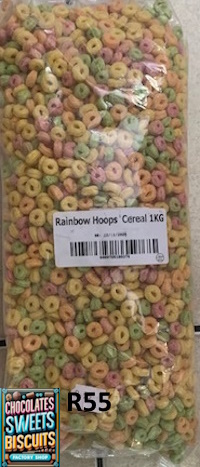 Rainbow Hoops Cereal 1KG
CHOCOLATES
SWEETS
BISCUITS
FACTORY SHOP
R55